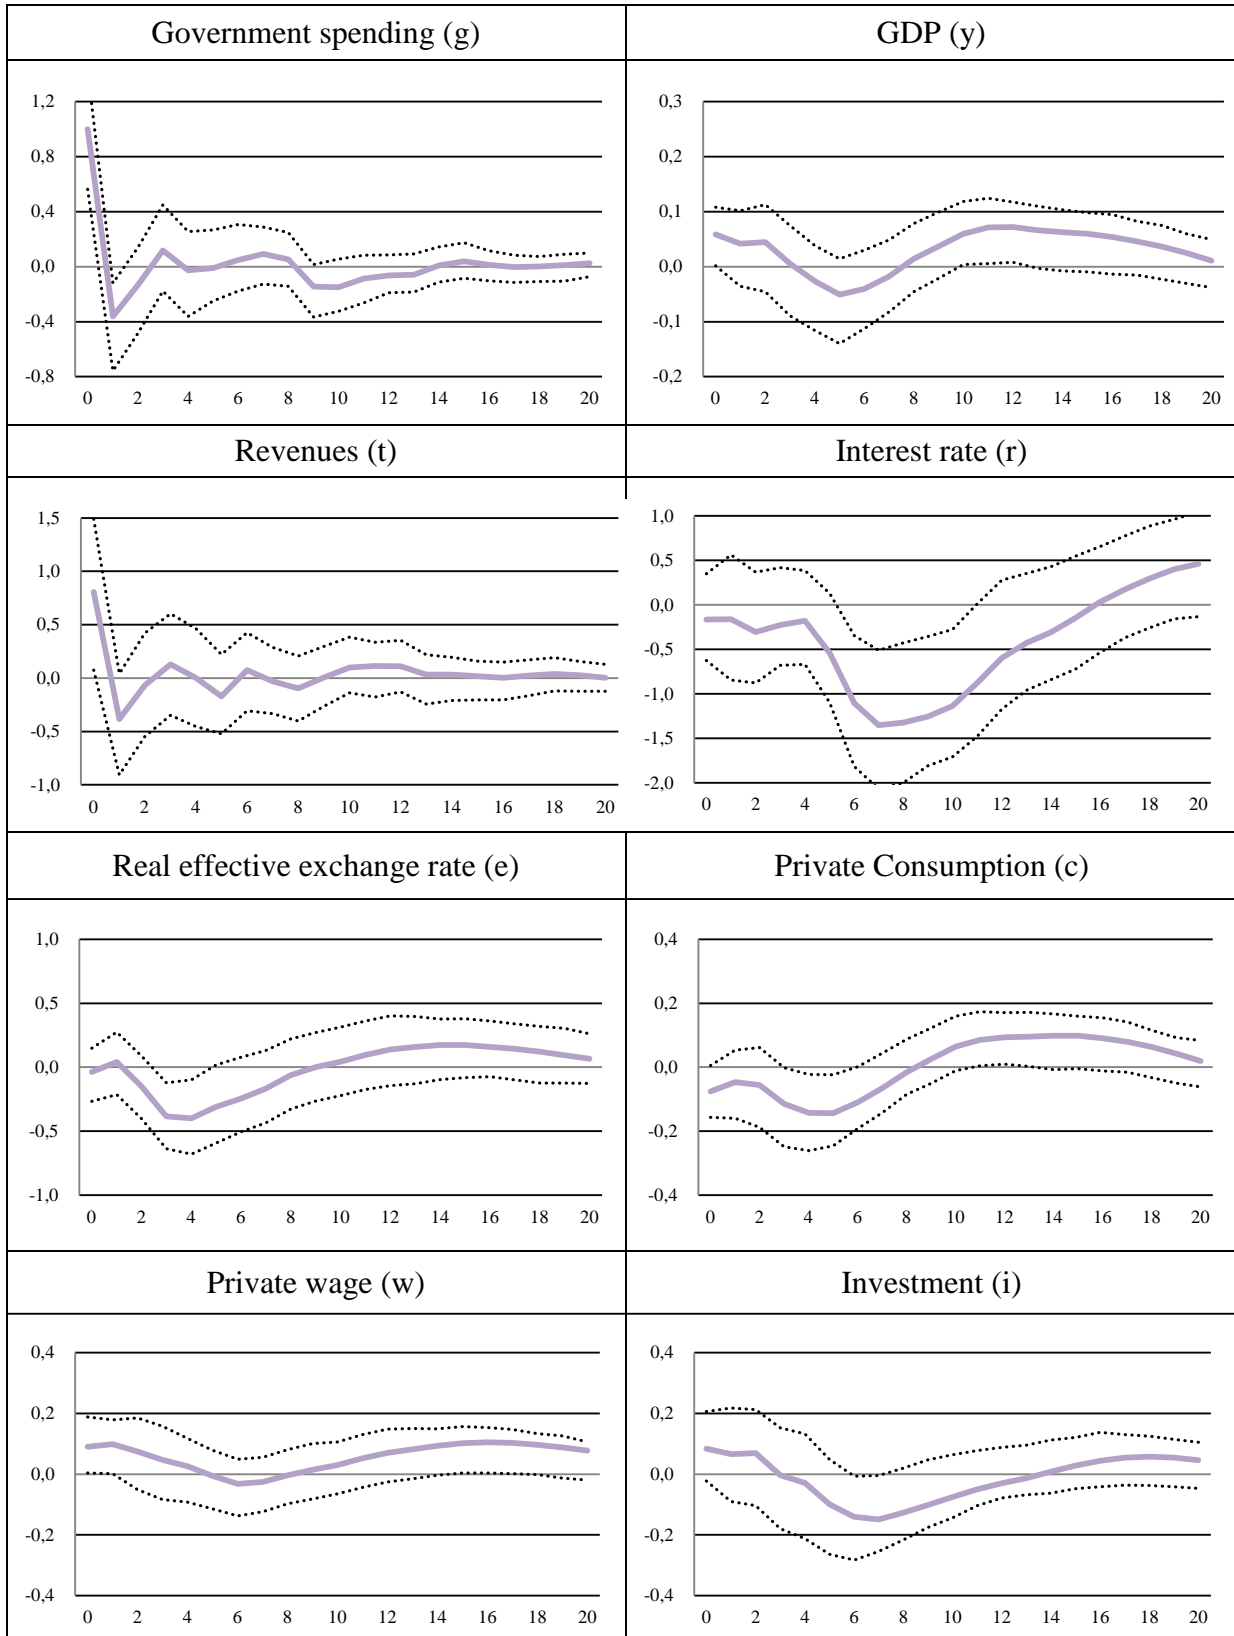 Government spending (g)
GDP (y)
1,2
0,8
0,4
0,0
-0,4
-0,8
0 2 4 6 8 10 12 14 16 18 20
0,3
0,2
0,1
0,0
-0,1
-0,2
0 2 4 6 8 10 12 14 16 18 20
Revenues (t)
Interest rate (r)
1,5
1,0
0,5
0,0
-0,5
-1,0
0 2 4 6 8 10 12 14 16 18 20
1,0
0,5
0,0
-0,5
-1,0
-1,5
-2,0
0 2 4 6 8 10 12 14 16 18 20
Real effective exchange rate (e)
Private Consumption (c)
1,0
0,5
0,0
-0,5
-1,0
0 2 4 6 8 10 12 14 16 18 20
0,4
0,2
0,0
-0,2
-0,4
0 2 4 6 8 10 12 14 16 18 20
Private wage (w)
Investment (i)
0,4
0,2
0,0
-0,2
-0,4
0 2 4 6 8 10 12 14 16 18 20
0,4
0,2
0,0
-0,2
-0,4
0 2 4 6 8 10 12 14 16 18 20